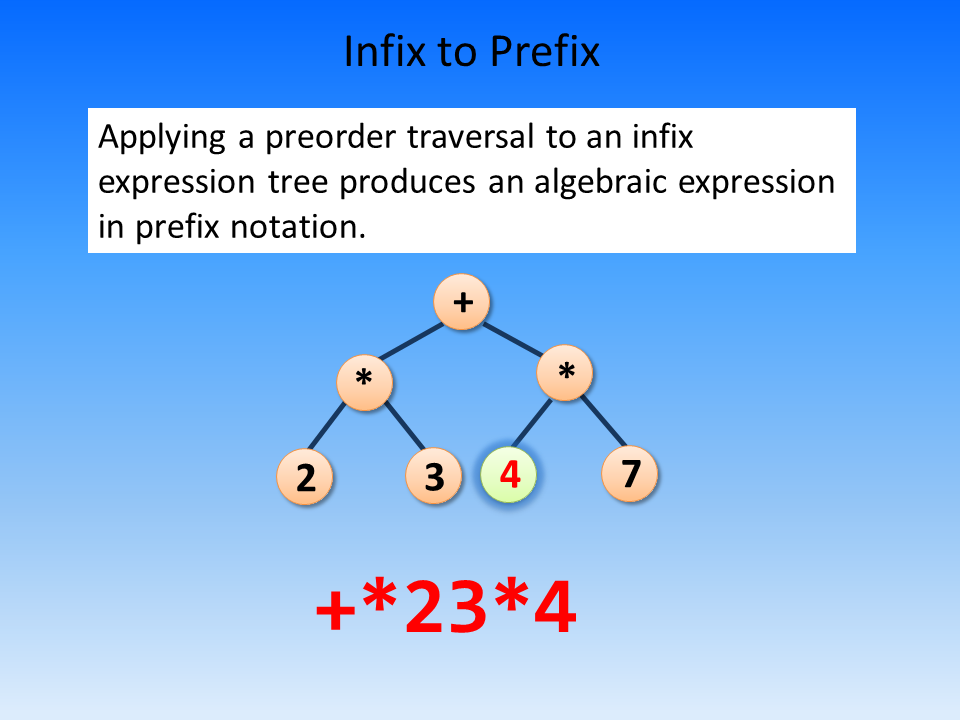 Infix to Prefix
Applying a preorder traversal to an infix
expression tree produces an algebraic expression
in prefix notation.
+
* *
2 3 4 7
+*23*4